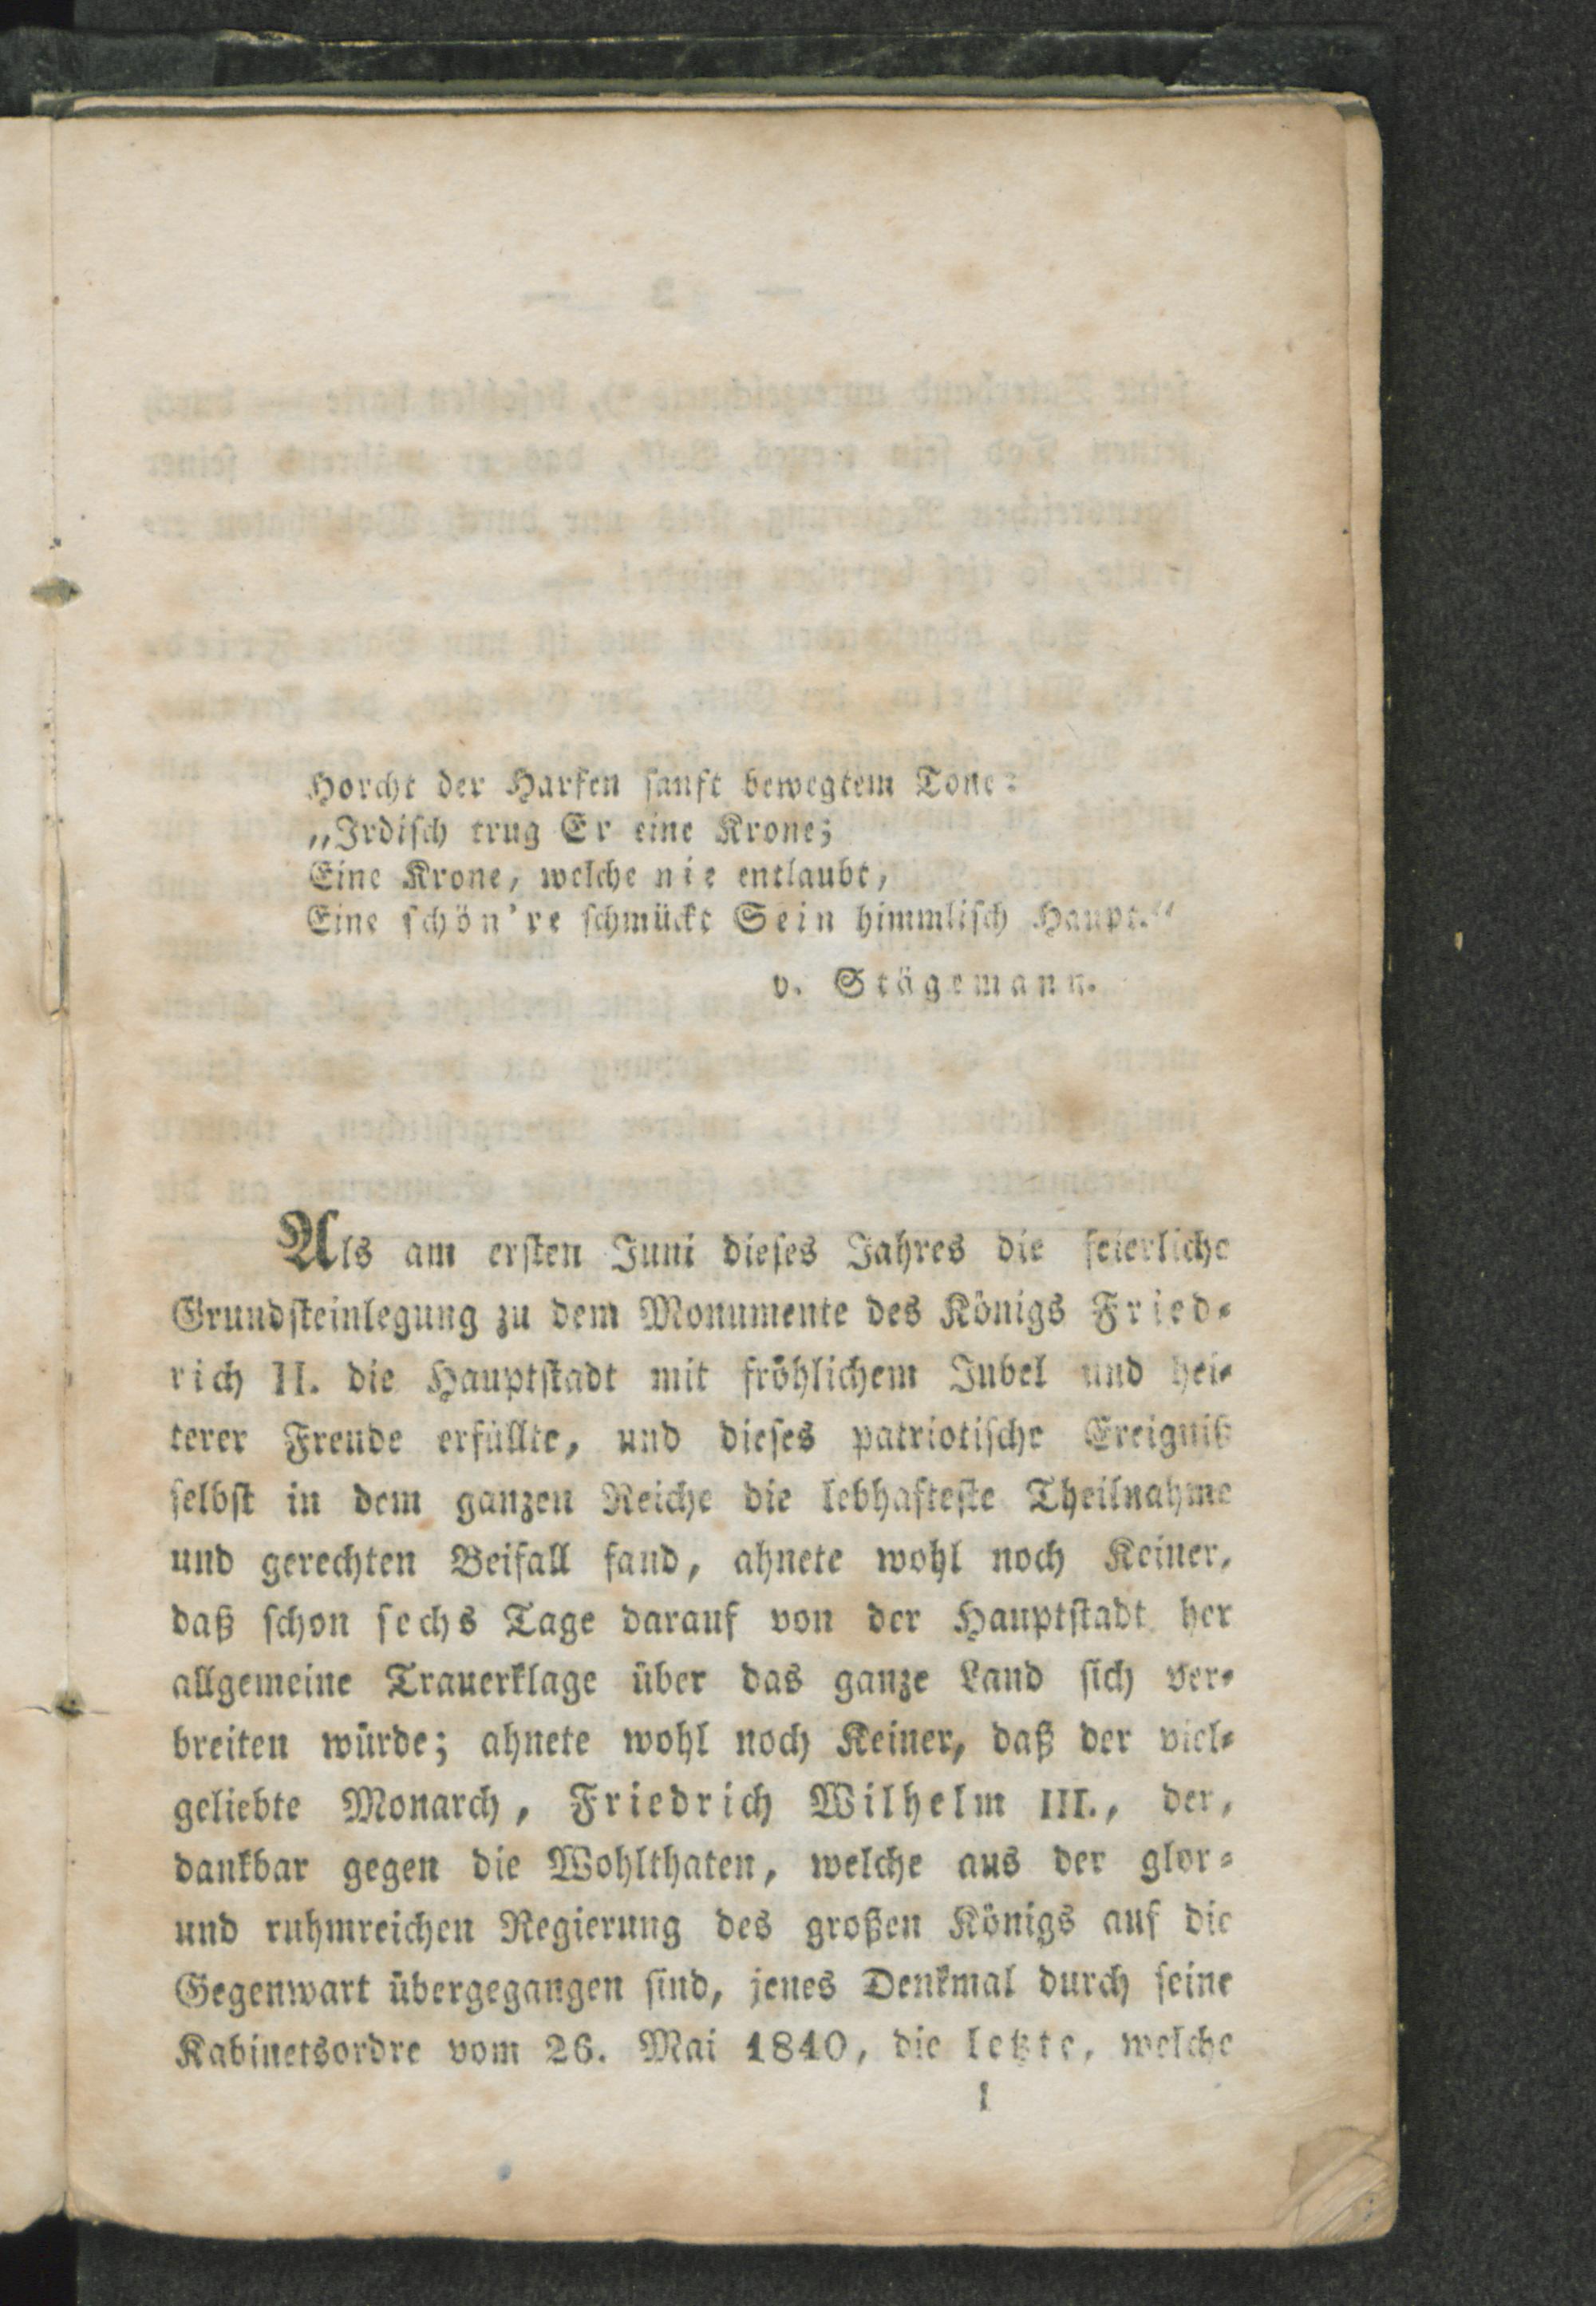 Horcht der Harfen sanft bewegtem Tone:
„Irdisch trug Er eine Krone;
Eine Krone, welche nie entlaubt,
Eine schön're schmückt Sein himmlisch Haupt.“
v. Stägemann.
Als am ersten Juni dieses Jahres die feierliche
Grundsteinlegung zu dem Monumente des Königs Fried-
rich II. die Hauptstadt mit fröhlichem Jubel und hei-
terer Freude erfüllte, und dieses patriotische Ereigniß
selbst in dem ganzen Reiche die lebhafteste Theilnahme
und gerechten Beifall fand, ahnete wohl noch Keiner,
daß schon sechs Tage darauf von der Hauptstadt her
allgemeine Trauerklage über das ganze Land sich ver-
breiten würde; ahnete wohl noch Keiner, daß der viel-
geliebte Monarch, Friedrich Wilhelm III., der,
dankbar gegen die Wohlthaten, welche aus der glor-
und ruhmreichen Regierung des großen Königs auf die
Gegenwart übergegangen sind, jenes Denkmal durch seine
Kabinetsordre vom 26. Mai 1840, die letzte, welche
1